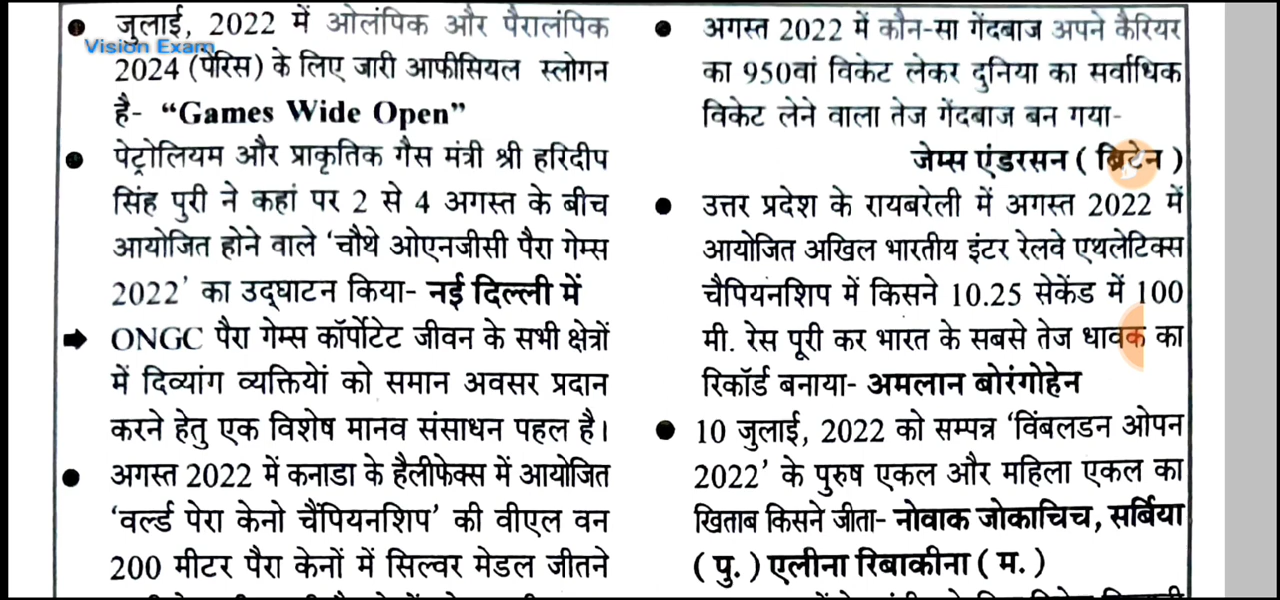 जुलाई, 2022 में ओलंपिक और पैरालंपिक
Vision Exam
2024 (पेरिस) के लिए जारी आफीसियल स्लोगन
है- “Games Wide Open”
पेट्रोलियम और प्राकृतिक गैस मंत्री श्री हरिदीप
सिंह पुरी ने कहां पर 2 से 4 अगस्त के बीच
आयोजित होने वाले ‘चौथे ओएनजीसी पैरा गेम्स
2022’ का उद्घाटन किया- नई दिल्ली में
ONGC पैरा गेम्स कॉर्पोटेट जीवन के सभी क्षेत्रों
में दिव्यांग व्यक्तियों को समान अवसर प्रदान
करने हेतु एक विशेष मानव संसाधन पहल है।
अगस्त 2022 में कनाडा के हैलीफेक्स में आयोजित
‘वर्ल्ड पेरा केनो चैंपियनशिप’ की वीएल वन
200 मीटर पैरा केनों में सिल्वर मेडल जीतने
अगस्त 2022 में कौन-सा गेंदबाज अपने कैरियर
का 950वां विकेट लेकर दुनिया का सर्वाधिक
विकेट लेने वाला तेज गेंदबाज बन गया-
जेम्स एंडरसन ( ब्रिटेन )
उत्तर प्रदेश के रायबरेली में अगस्त 2022 में
आयोजित अखिल भारतीय इंटर रेलवे एथलेटिक्स
चैपियनशिप में किसने 10.25 सेकेंड में 100
मी. रेस पूरी कर भारत के सबसे तेज धावक का
रिकॉर्ड बनाया- अमलान बोरंगोहेन
10 जुलाई, 2022 को सम्पन्न ‘विंबलडन ओपन
2022’ के पुरुष एकल और महिला एकल का
खिताब किसने जीता- नोवाक जोकाचिच, सर्बिया
( पु. ) एलीना रिबाकीना ( म. )